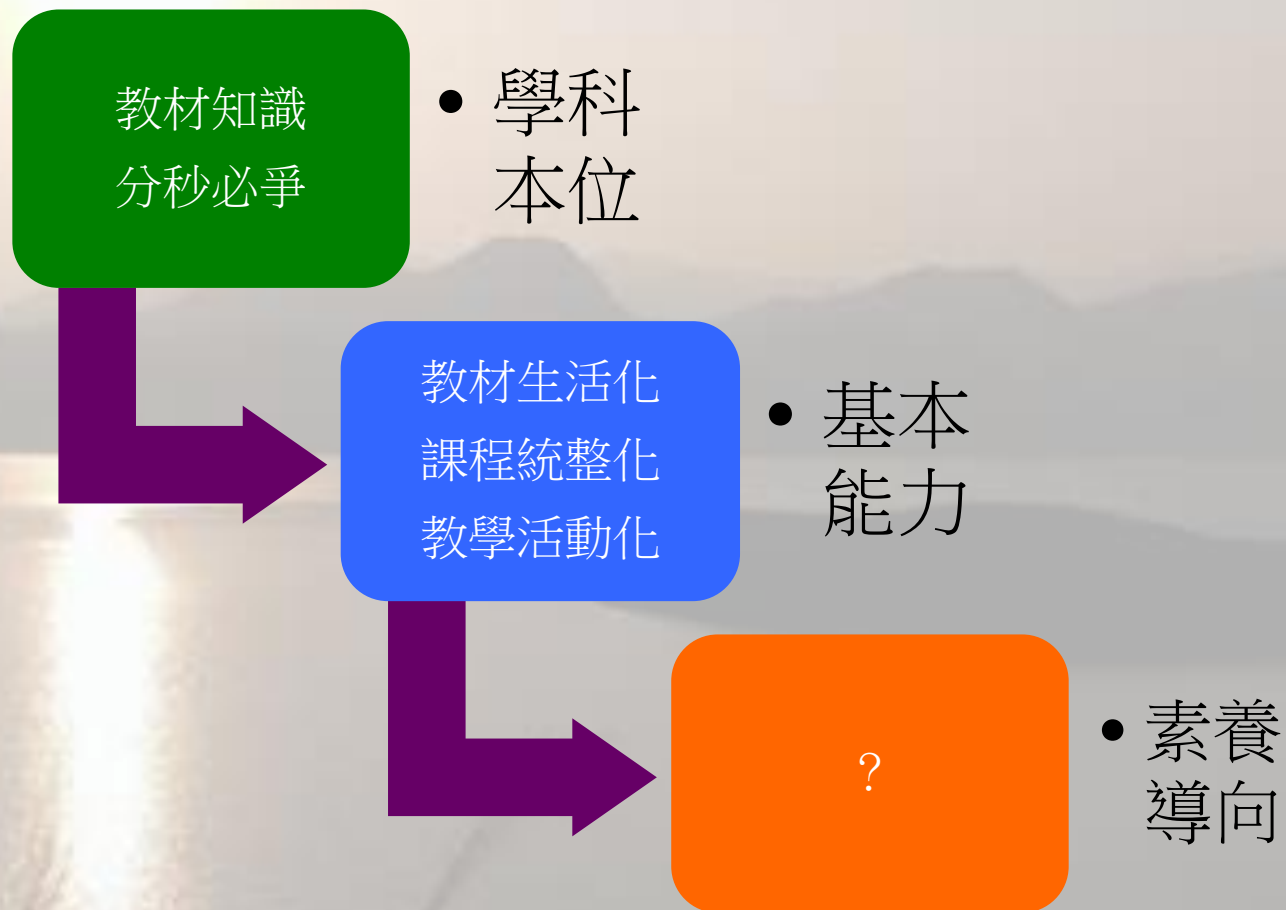 教材知識
分秒必爭
• 學科
本位
教材生活化
課程統整化
教學活動化
• 基本
能力
？
• 素養
導向